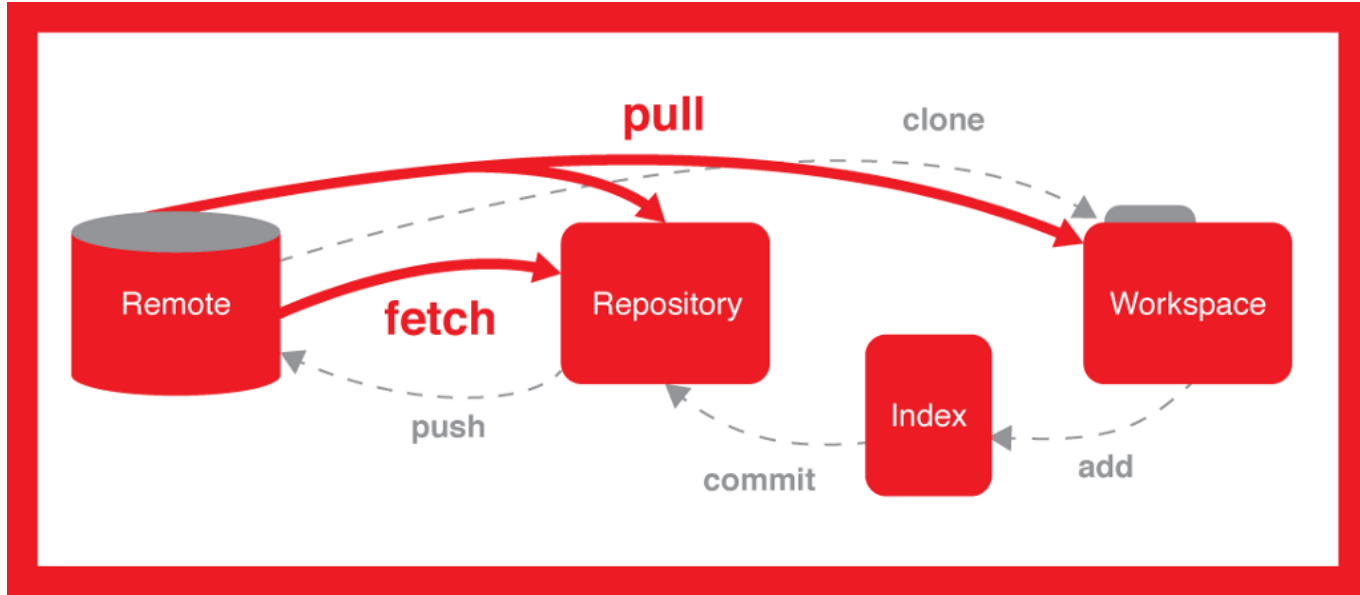 pull
clone
Remote
fetch
Repository
Workspace
Index
push
commit
add